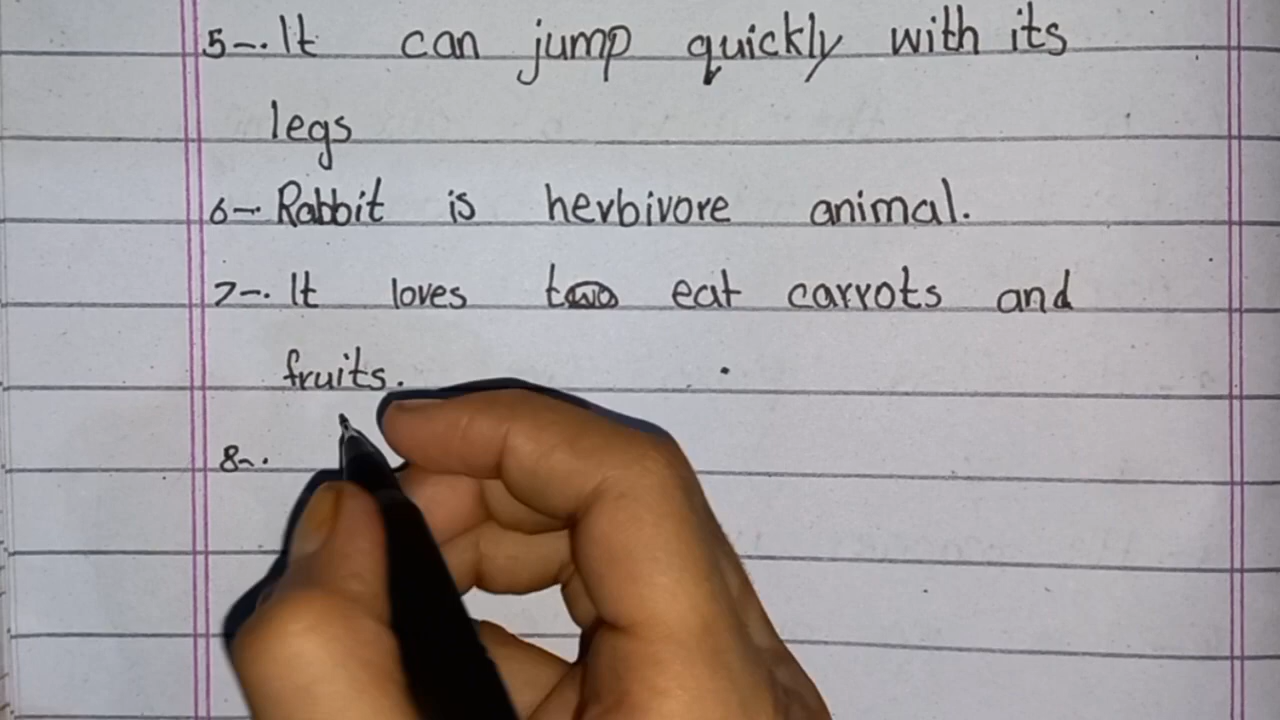 5-. It can jump quickly with its
legs
6-. Rabbit is herbivore animal.
7-. It loves to eat carrots and
fruits.
8-.